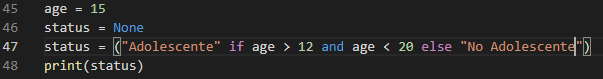 45 age = 15
46 status = None
47 status = ("Adolescente" if age > 12 and age < 20 else "No Adolescente")
48 print(status)